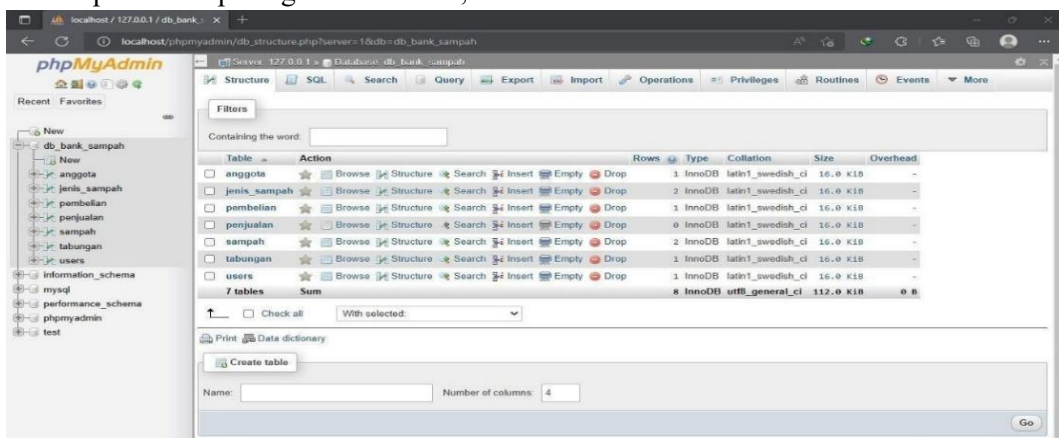 localhost / 127.0.0.1 / db_bank_s
localhost/phpmyadmin/db_structure.php?server=1&db=db_bank_sampah
phpMyAdmin
Recent Favorites
New
db_bank_sampah
New
anggota
jenis_sampah
pembelian
penjualan
sampah
tabungan
users
information_schema
mysql
performance_schema
phpmyadmin
test
Server: 127.0.0.1 » Database: db_bank_sampah
Structure SQL Search Query Export Import Operations Privileges Routines Events More
Filters
Containing the word:
Table Action Rows Type Collation Size Overhead
anggota Browse Structure Search Insert Empty Drop 1 InnoDB latin1_swedish_ci 16.0 KiB -
jenis_sampah Browse Structure Search Insert Empty Drop 2 InnoDB latin1_swedish_ci 16.0 KiB -
pembelian Browse Structure Search Insert Empty Drop 1 InnoDB latin1_swedish_ci 16.0 KiB -
penjualan Browse Structure Search Insert Empty Drop 0 InnoDB latin1_swedish_ci 16.0 KiB -
sampah Browse Structure Search Insert Empty Drop 2 InnoDB latin1_swedish_ci 16.0 KiB -
tabungan Browse Structure Search Insert Empty Drop 1 InnoDB latin1_swedish_ci 16.0 KiB -
users Browse Structure Search Insert Empty Drop 1 InnoDB latin1_swedish_ci 16.0 KiB -
7 tables Sum 8 InnoDB utf8_general_ci 112.0 KiB 0 B
Check all With selected:
Print Data dictionary
Create table
Name: Number of columns: 4
Go